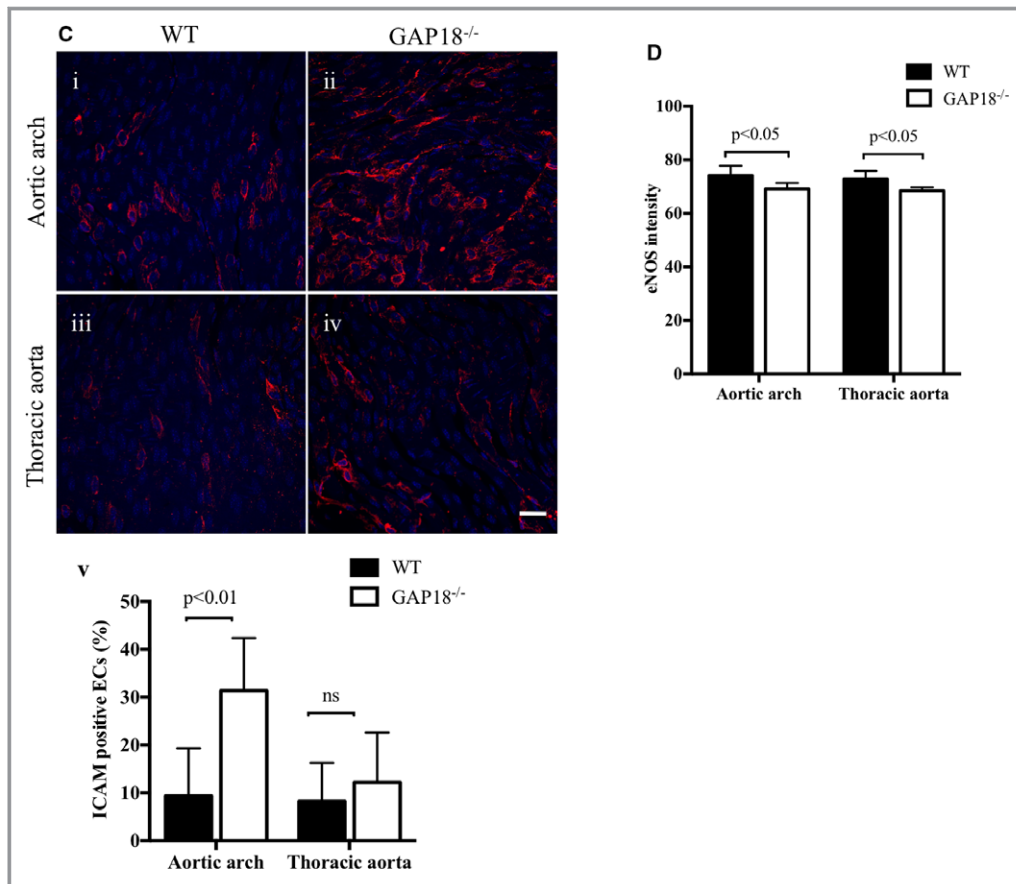 C
WT
GAP18-/-
Aortic arch
i
ii
Thoracic aorta
iii
iv
D
WT
GAP18-/-
eNOS intensity
100
80
60
40
20
0
p<0.05
p<0.05
Aortic arch
Thoracic aorta
v
WT
GAP18-/-
ICAM positive ECs (%)
50
40
30
20
10
0
p<0.01
ns
Aortic arch
Thoracic aorta